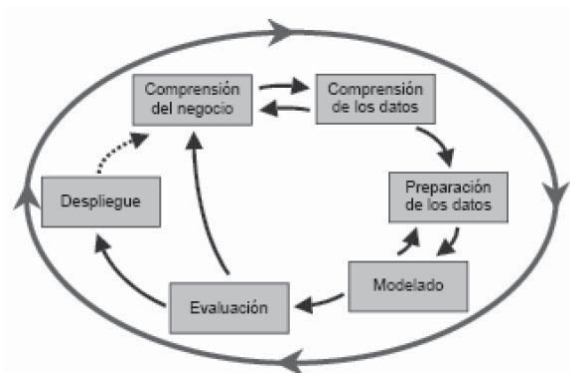 Comprensión
del negocio
Comprensión
de los datos
Preparación
de los datos
Modelado
Evaluación
Despliegue